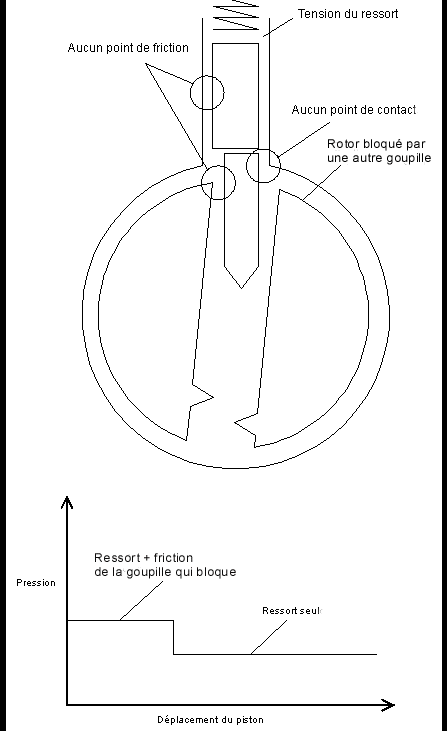 Tension du ressort
Aucun point de friction
Aucun point de contact
Rotor bloqué par
une autre goupille
Ressort + friction
de la goupille qui bloque
Pression
Ressort seul
Déplacement du piston